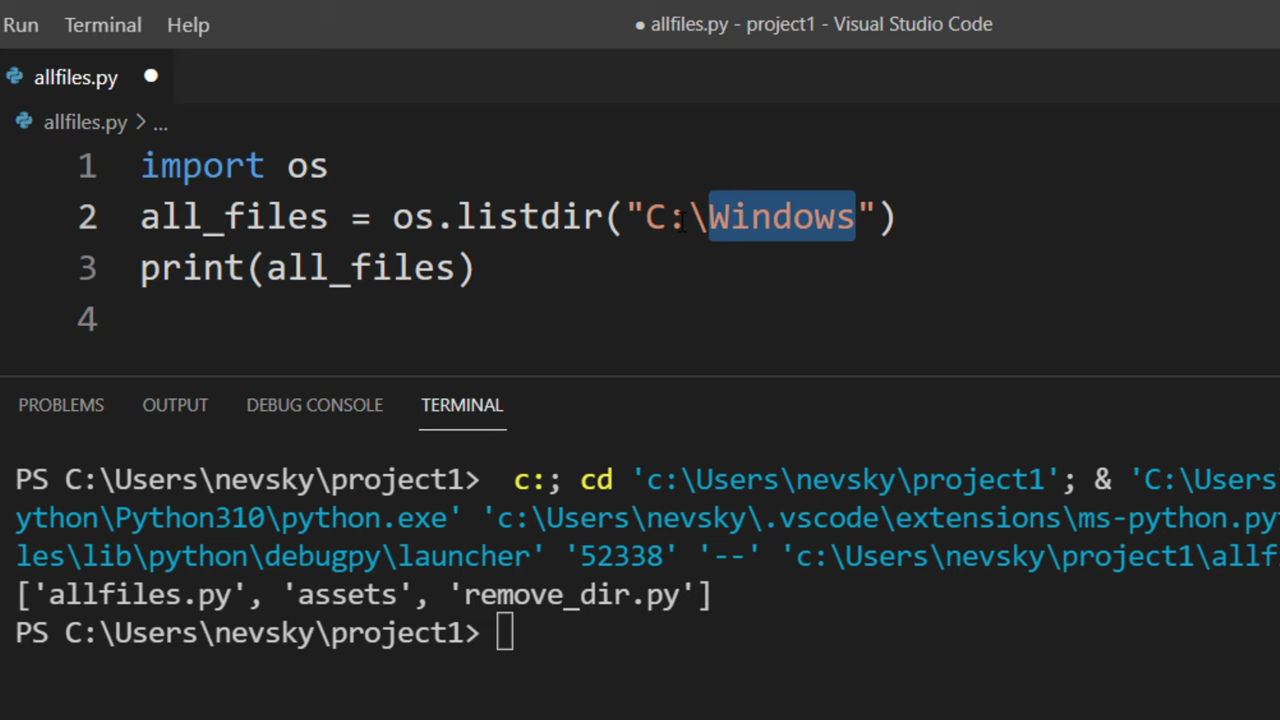 Run Terminal Help ● allfiles.py - project1 - Visual Studio Code
allfiles.py ●
allfiles.py > ...
1 import os
2 all_files = os.listdir("C:\Windows")
3 print(all_files)
4
PROBLEMS OUTPUT DEBUG CONSOLE TERMINAL
PS C:\Users\nevsky\project1>  c:; cd 'c:\Users\nevsky\project1'; & 'C:\Users
ython\Python310\python.exe' 'c:\Users\nevsky\.vscode\extensions\ms-python.py
les\lib\python\debugpy\launcher' '52338' '--' 'c:\Users\nevsky\project1\allf
['allfiles.py', 'assets', 'remove_dir.py']
PS C:\Users\nevsky\project1>